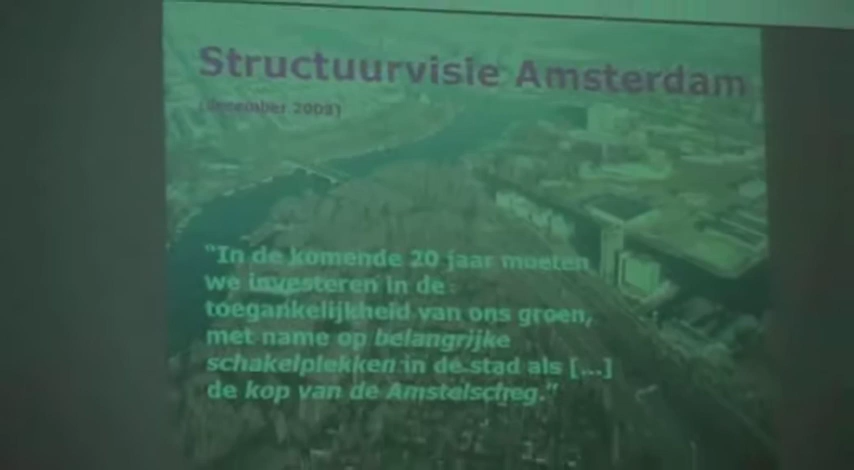 Structuurvisie Amsterdam
"In de komende 20 jaar moeten
we investeren in de
toegankelijkheid van ons groen,
met name op belangrijke
schakelplekken in de stad als [...]
de kop van de Amstelscheg."